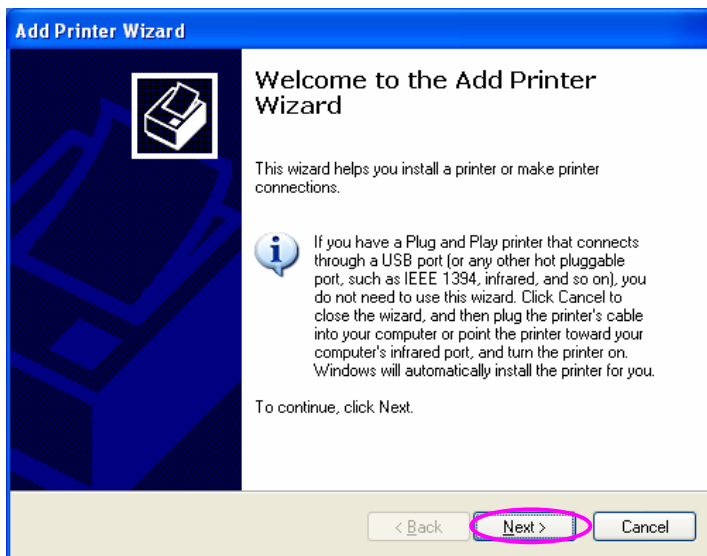 Add Printer Wizard
Welcome to the Add Printer
Wizard
This wizard helps you install a printer or make printer
connections.
If you have a Plug and Play printer that connects
through a USB port (or any other hot pluggable
port, such as IEEE 1394, infrared, and so on), you
do not need to use this wizard. Click Cancel to
close the wizard, and then plug the printer's cable
into your computer or point the printer toward your
computer's infrared port, and turn the printer on.
Windows will automatically install the printer for you.
To continue, click Next.
< Back Next > Cancel